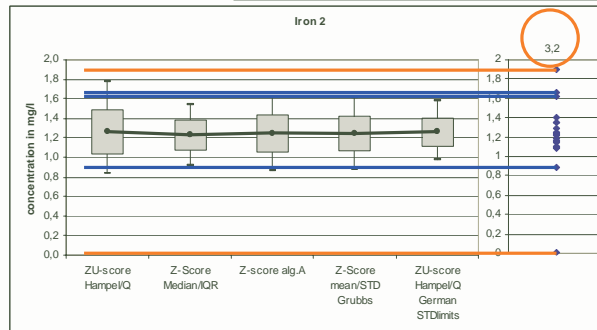 Iron 2
3,2
concentration in mg/l
2,0
1,8
1,6
1,4
1,2
1,0
0,8
0,6
0,4
0,2
0,0
2
1,8
1,6
1,4
1,2
1
0,8
0,6
0,4
0,2
0
ZU-score
Hampel/Q
Z-Score
Median/IQR
Z-score alg.A
Z-Score
mean/STD
Grubbs
ZU-score
Hampel/Q
German
STDlimits